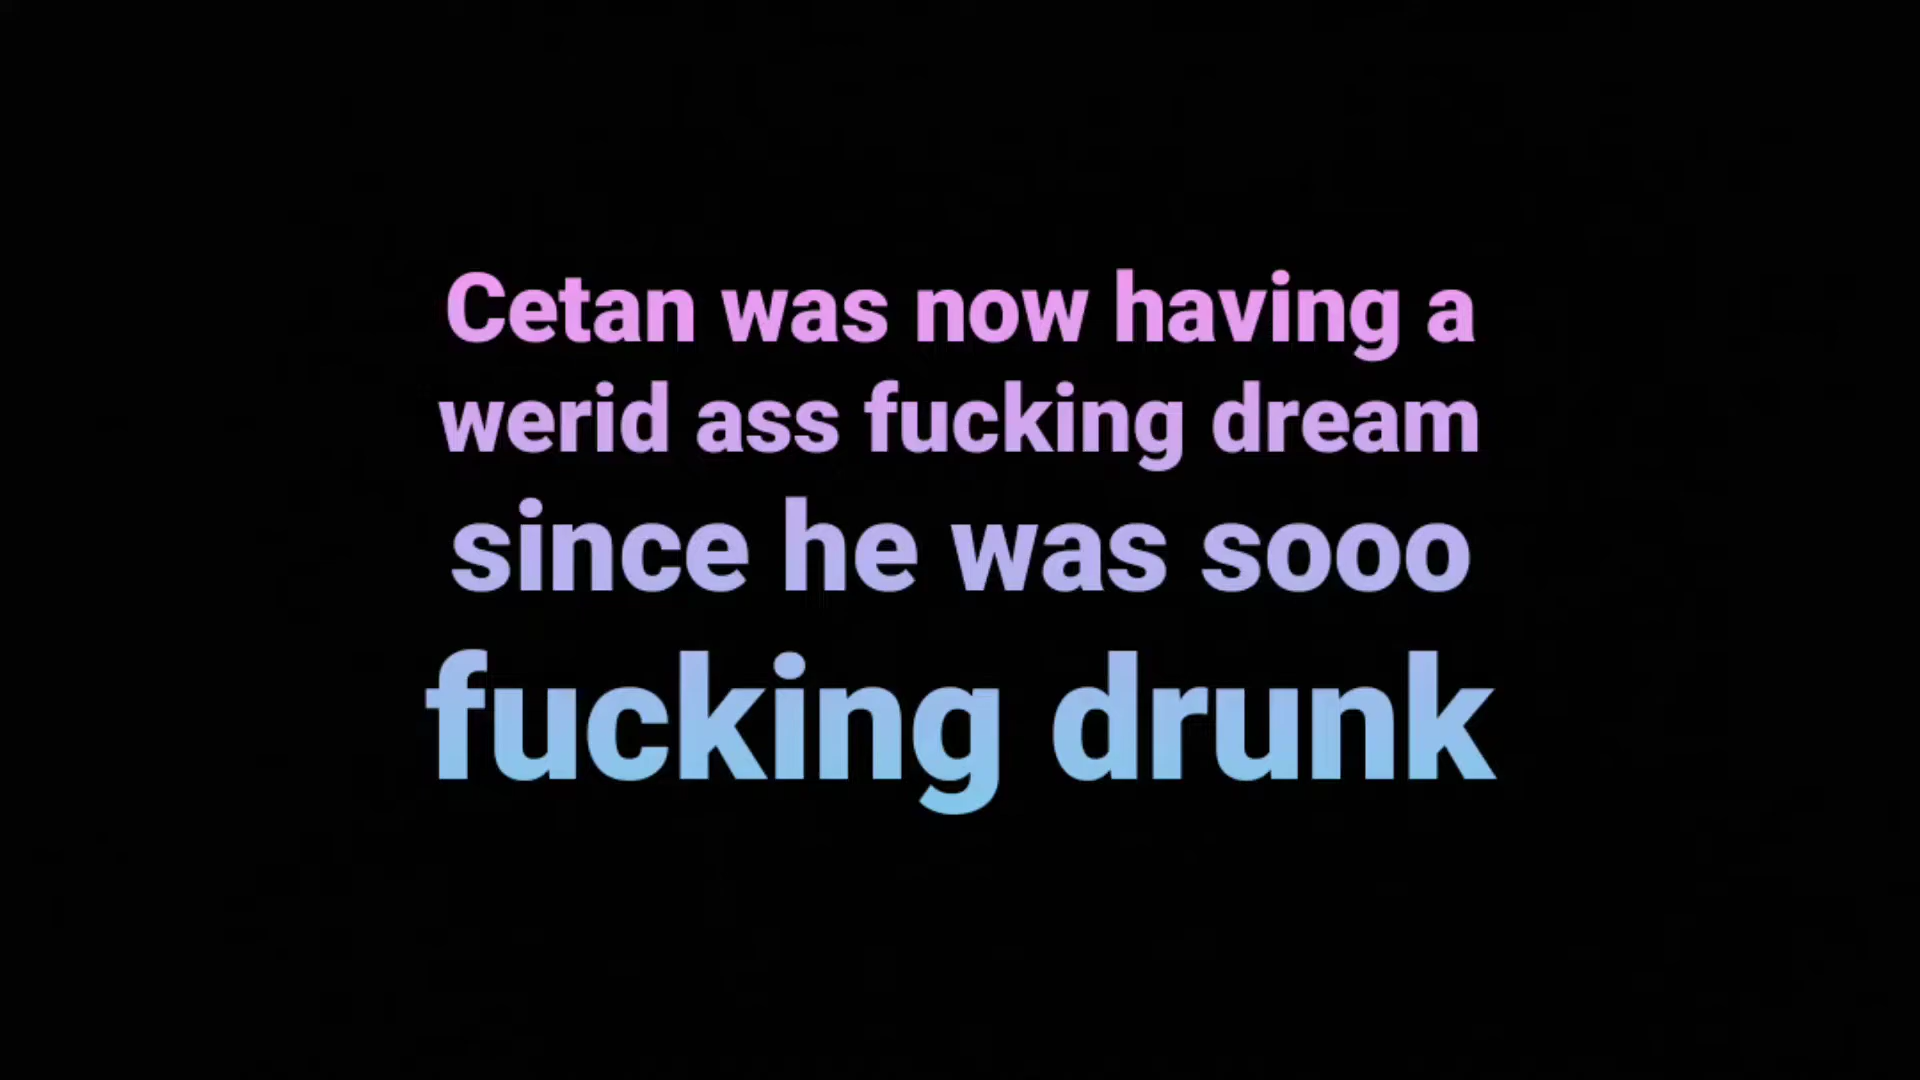 Cetan was now having a
werid ass fucking dream
since he was sooo
fucking drunk